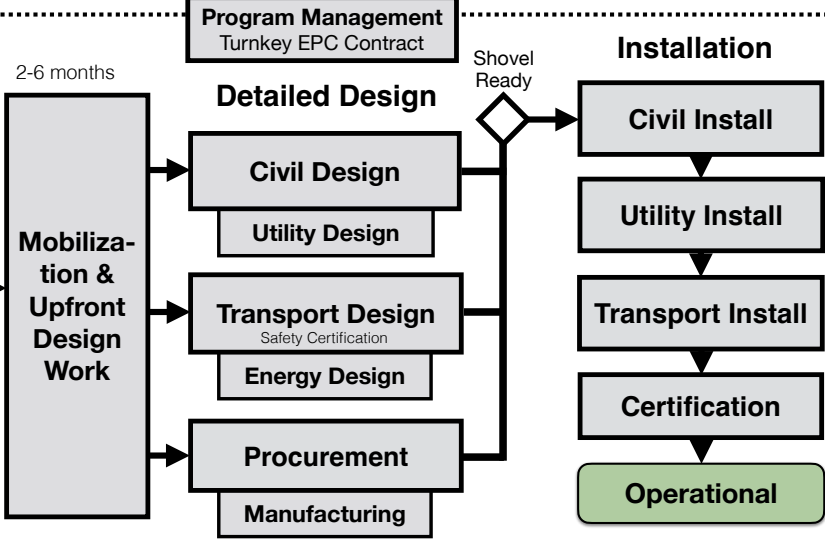 Program Management
Turnkey EPC Contract
2-6 months
Mobiliza-
tion &
Upfront
Design
Work
Detailed Design
Civil Design
Utility Design
Transport Design
Safety Certification
Energy Design
Procurement
Manufacturing
Shovel
Ready
Installation
Civil Install
Utility Install
Transport Install
Certification
Operational